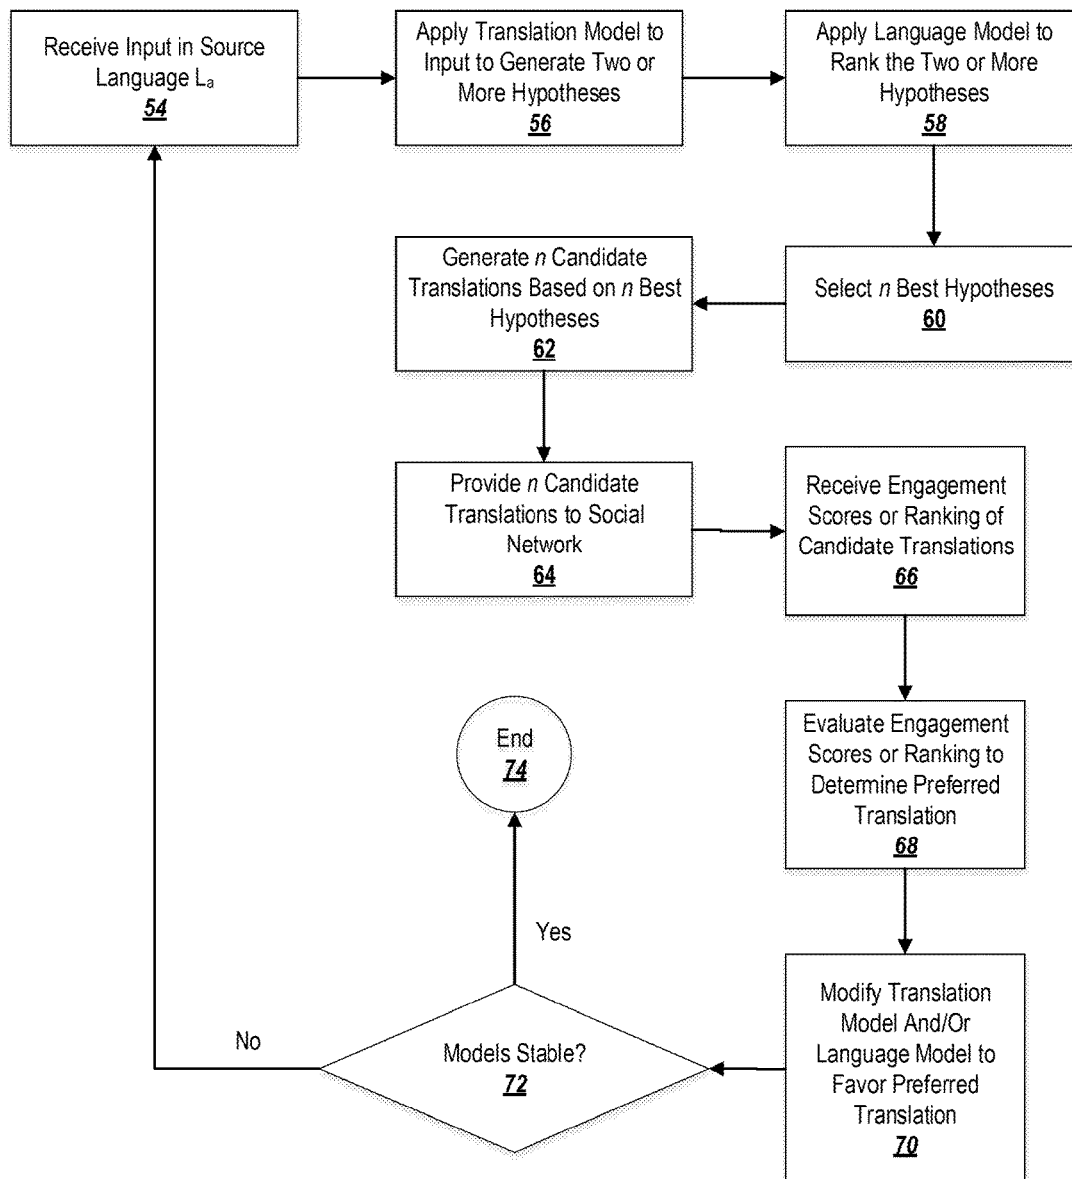 Receive Input in Source
Language Lₐ
54
Apply Translation Model to
Input to Generate Two or
More Hypotheses
56
Apply Language Model to
Rank the Two or More
Hypotheses
58
Select n Best Hypotheses
60
Generate n Candidate
Translations Based on n Best
Hypotheses
62
Provide n Candidate
Translations to Social
Network
64
Receive Engagement
Scores or Ranking of
Candidate Translations
66
Evaluate Engagement
Scores or Ranking to
Determine Preferred
Translation
68
Modify Translation
Model And/Or
Language Model to
Favor Preferred
Translation
70
Models Stable?
72
No
Yes
End
74